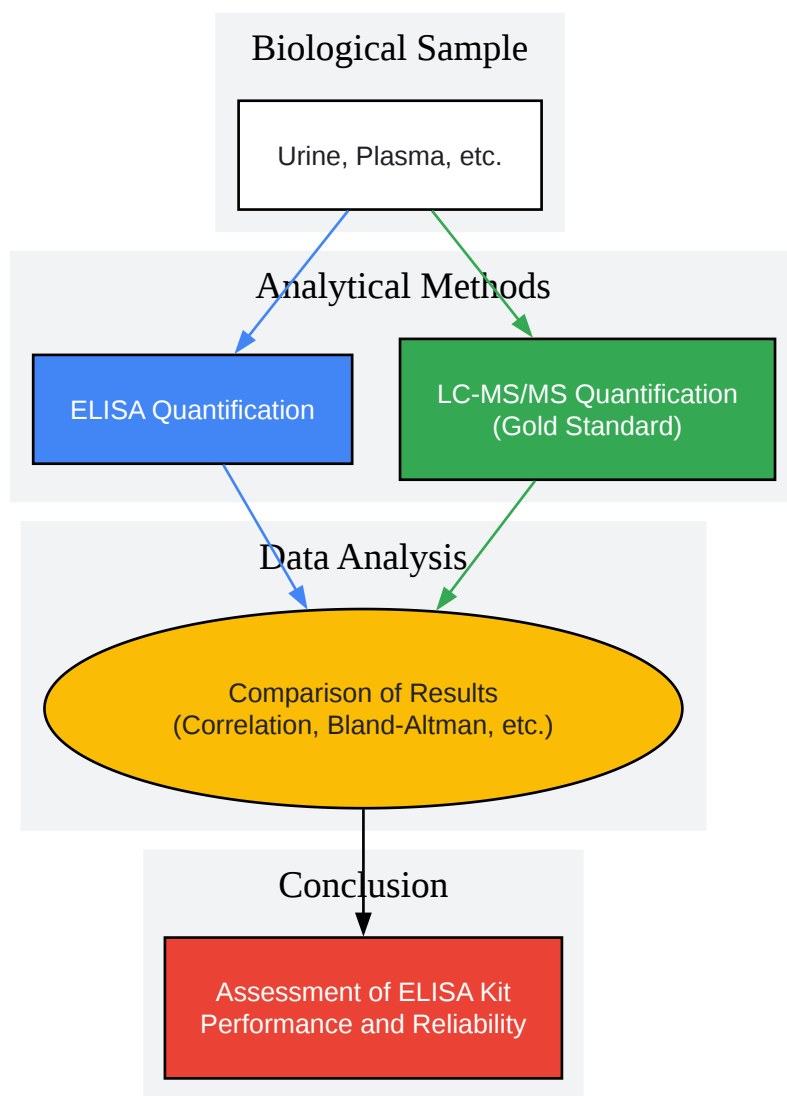 Biological Sample
Urine, Plasma, etc.
Analytical Methods
ELISA Quantification
LC-MS/MS Quantification
(Gold Standard)
Data Analysis
Comparison of Results
(Correlation, Bland-Altman, etc.)
Conclusion
Assessment of ELISA Kit
Performance and Reliability